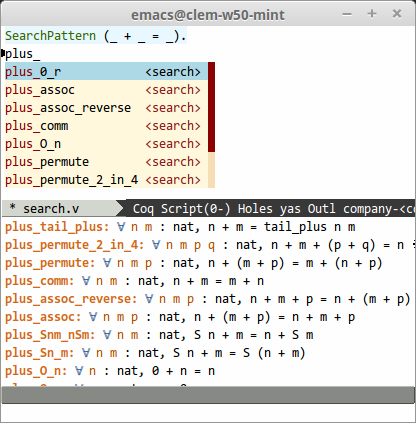 emacs@clem-w50-mint
SearchPattern (_ + _ = _).
plus_
plus_0_r <search>
plus_assoc <search>
plus_assoc_reverse <search>
plus_comm <search>
plus_O_n <search>
plus_permute <search>
plus_permute_2_in_4 <search>
* search.v Coq Script(0-) Holes yas Outl company-<c
plus_tail_plus: ∀ n m : nat, n + m = tail_plus n m
plus_permute_2_in_4: ∀ n m p q : nat, n + m + (p + q) = n
plus_permute: ∀ n m p : nat, n + (m + p) = m + (n + p)
plus_comm: ∀ n m : nat, n + m = m + n
plus_assoc_reverse: ∀ n m p : nat, n + m + p = n + (m + p)
plus_assoc: ∀ n m p : nat, n + (m + p) = n + m + p
plus_Snm_nSm: ∀ n m : nat, S n + m = n + S m
plus_Sn_m: ∀ n m : nat, S n + m = S (n + m)
plus_O_n: ∀ n : nat, 0 + n = n